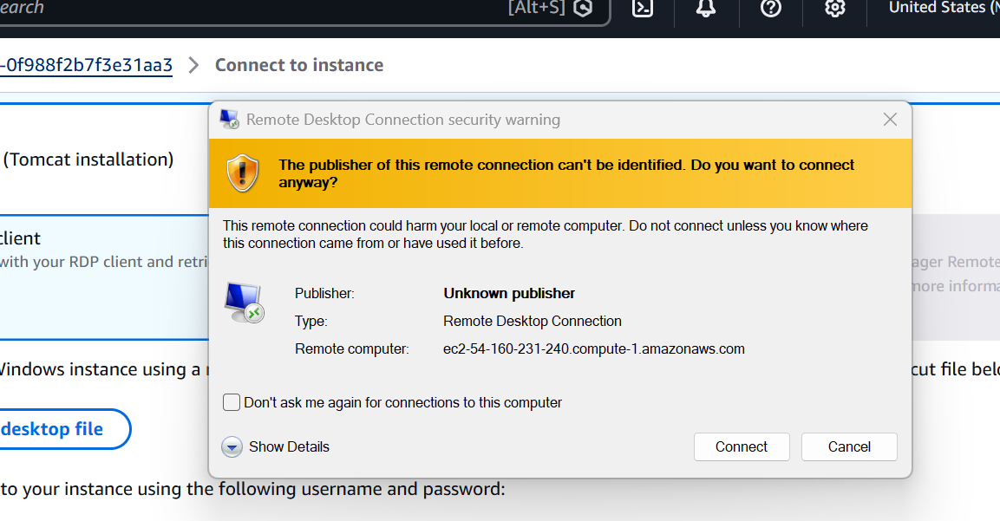 earch [Alt+S] United States (N
-0f988f2b7f3e31aa3 > Connect to instance
Remote Desktop Connection security warning
(Tomcat installation)
The publisher of this remote connection can't be identified. Do you want to connect
anyway?
This remote connection could harm your local or remote computer. Do not connect unless you know where
this connection came from or have used it before.
client
with your RDP client and retri
ager Remote
more informa
Publisher: Unknown publisher
Type: Remote Desktop Connection
Remote computer: ec2-54-160-231-240.compute-1.amazonaws.com
Windows instance using a
cut file belo
Don't ask me again for connections to this computer
desktop file
Show Details Connect Cancel
to your instance using the following username and password: